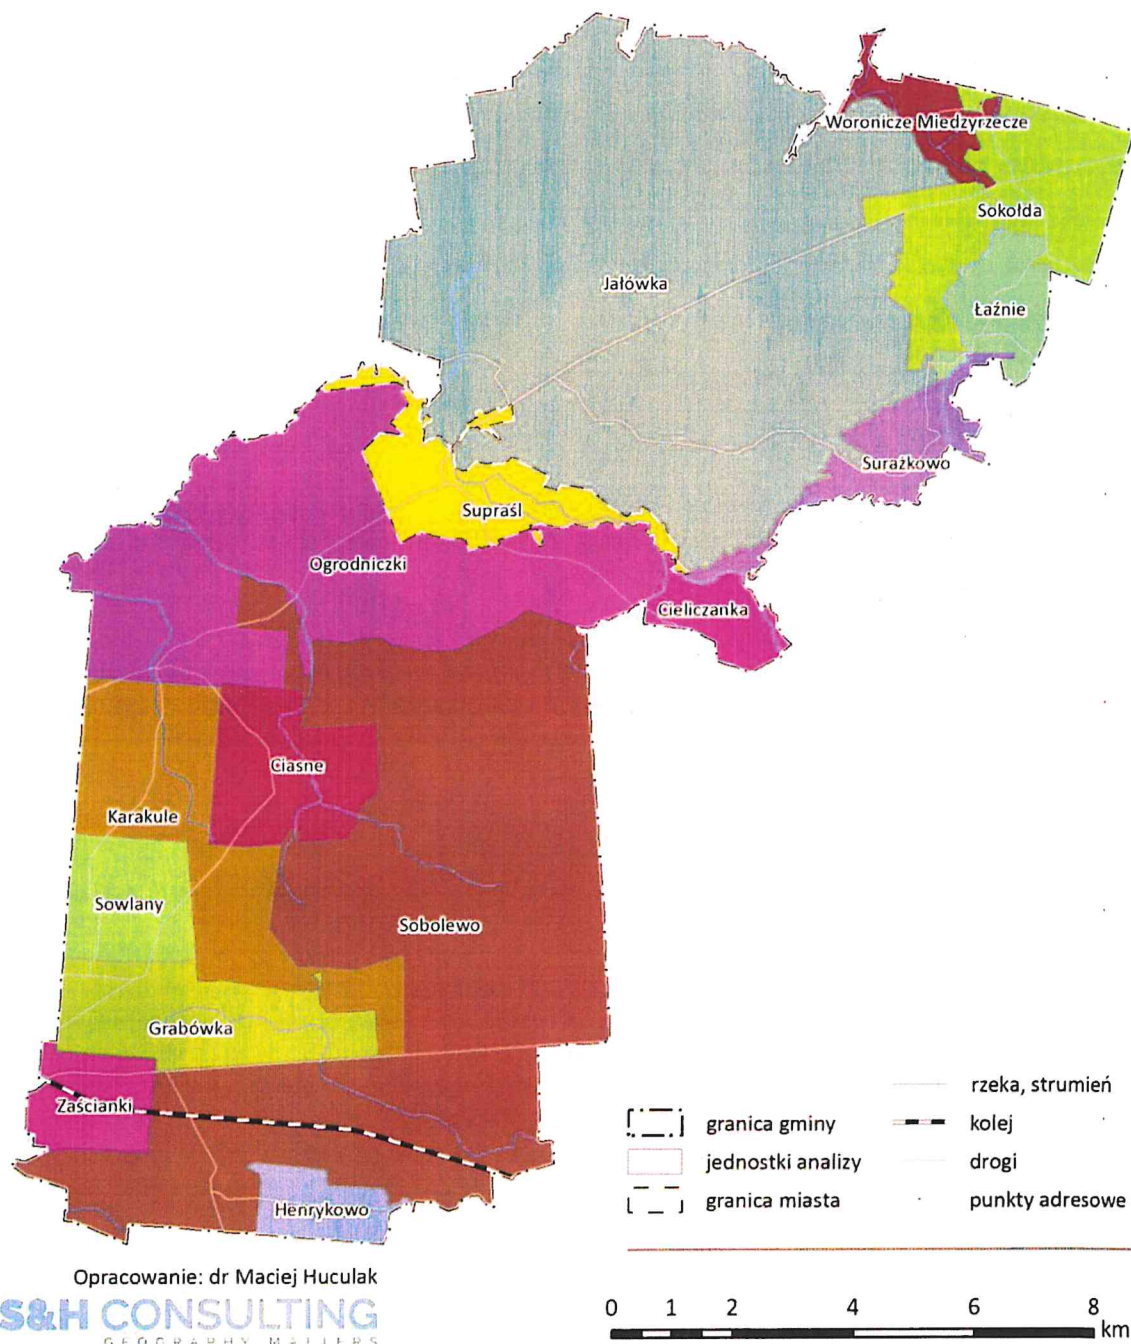 Woronicze Miedzyrzecze
Sokołda
Jałówka
Łaźnie
Surażkowo
Supraśl
Ogrodniczki
Cieliczanka
Ciasne
Karakule
Sowlany
Sobolewo
Grabówka
Zaścianki
Henrykowo
rzeka, strumień
granica gminy
kolej
jednostki analizy
drogi
granica miasta
punkty adresowe
Opracowanie: dr Maciej Huculak
S&H CONSULTING
GEOGRAPHY MATTERS
0 1 2 4 6 8
km